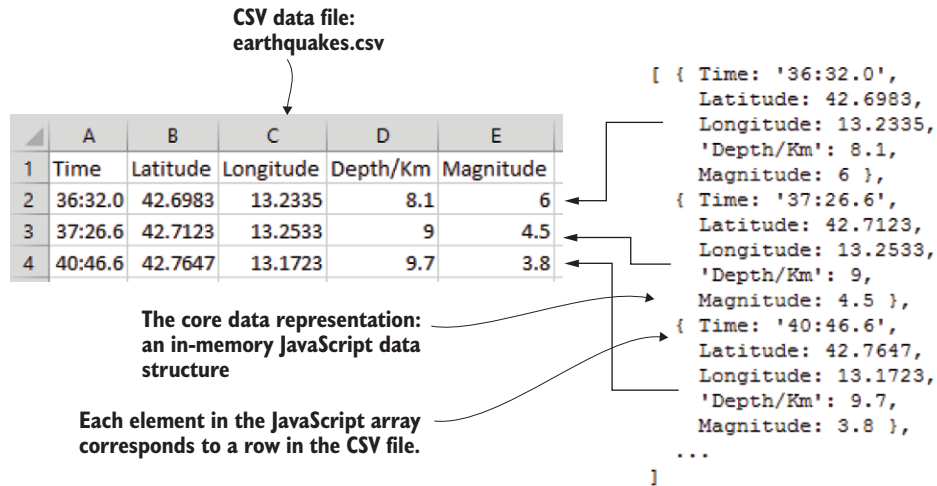 CSV data file:
earthquakes.csv
A B C D E
1 Time Latitude Longitude Depth/Km Magnitude
2 36:32.0 42.6983 13.2335 8.1 6
3 37:26.6 42.7123 13.2533 9 4.5
4 40:46.6 42.7647 13.1723 9.7 3.8
The core data representation:
an in-memory JavaScript data
structure
Each element in the JavaScript array
corresponds to a row in the CSV file.
[ { Time: '36:32.0',
Latitude: 42.6983,
Longitude: 13.2335,
'Depth/Km': 8.1,
Magnitude: 6 },
{ Time: '37:26.6',
Latitude: 42.7123,
Longitude: 13.2533,
'Depth/Km': 9,
Magnitude: 4.5 },
{ Time: '40:46.6',
Latitude: 42.7647,
Longitude: 13.1723,
'Depth/Km': 9.7,
Magnitude: 3.8 },
...
]